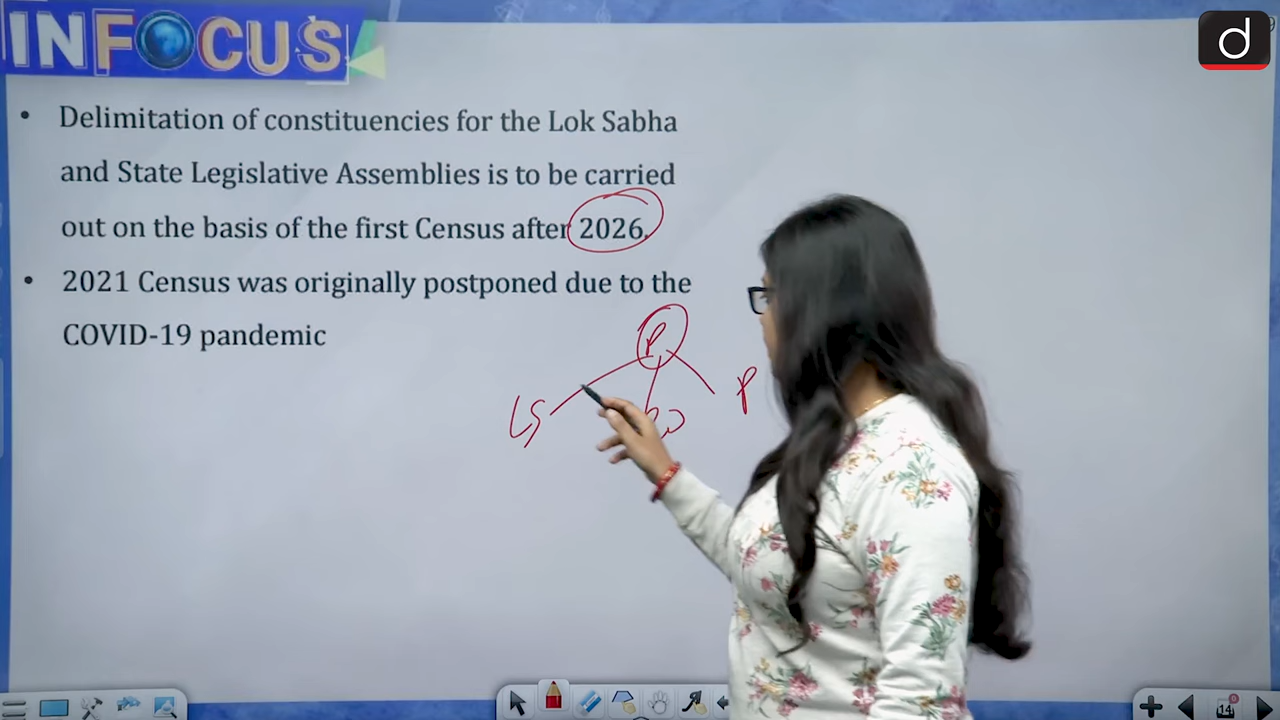 INFOCUS
d
• Delimitation of constituencies for the Lok Sabha
and State Legislative Assemblies is to be carried
out on the basis of the first Census after 2026.
• 2021 Census was originally postponed due to the
COVID-19 pandemic
P
LS
P
14